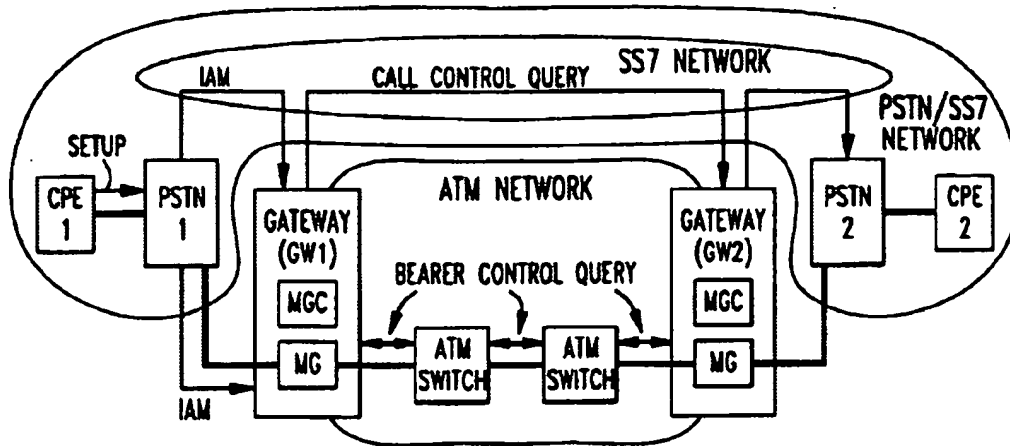 SS7 NETWORK
IAM
CALL CONTROL QUERY
PSTN/SS7
NETWORK
SETUP
CPE
1
PSTN
1
ATM NETWORK
GATEWAY
(GW1)
GATEWAY
(GW2)
PSTN
2
CPE
2
BEARER CONTROL QUERY
MGC
MGC
MG
ATM
SWITCH
ATM
SWITCH
MG
IAM